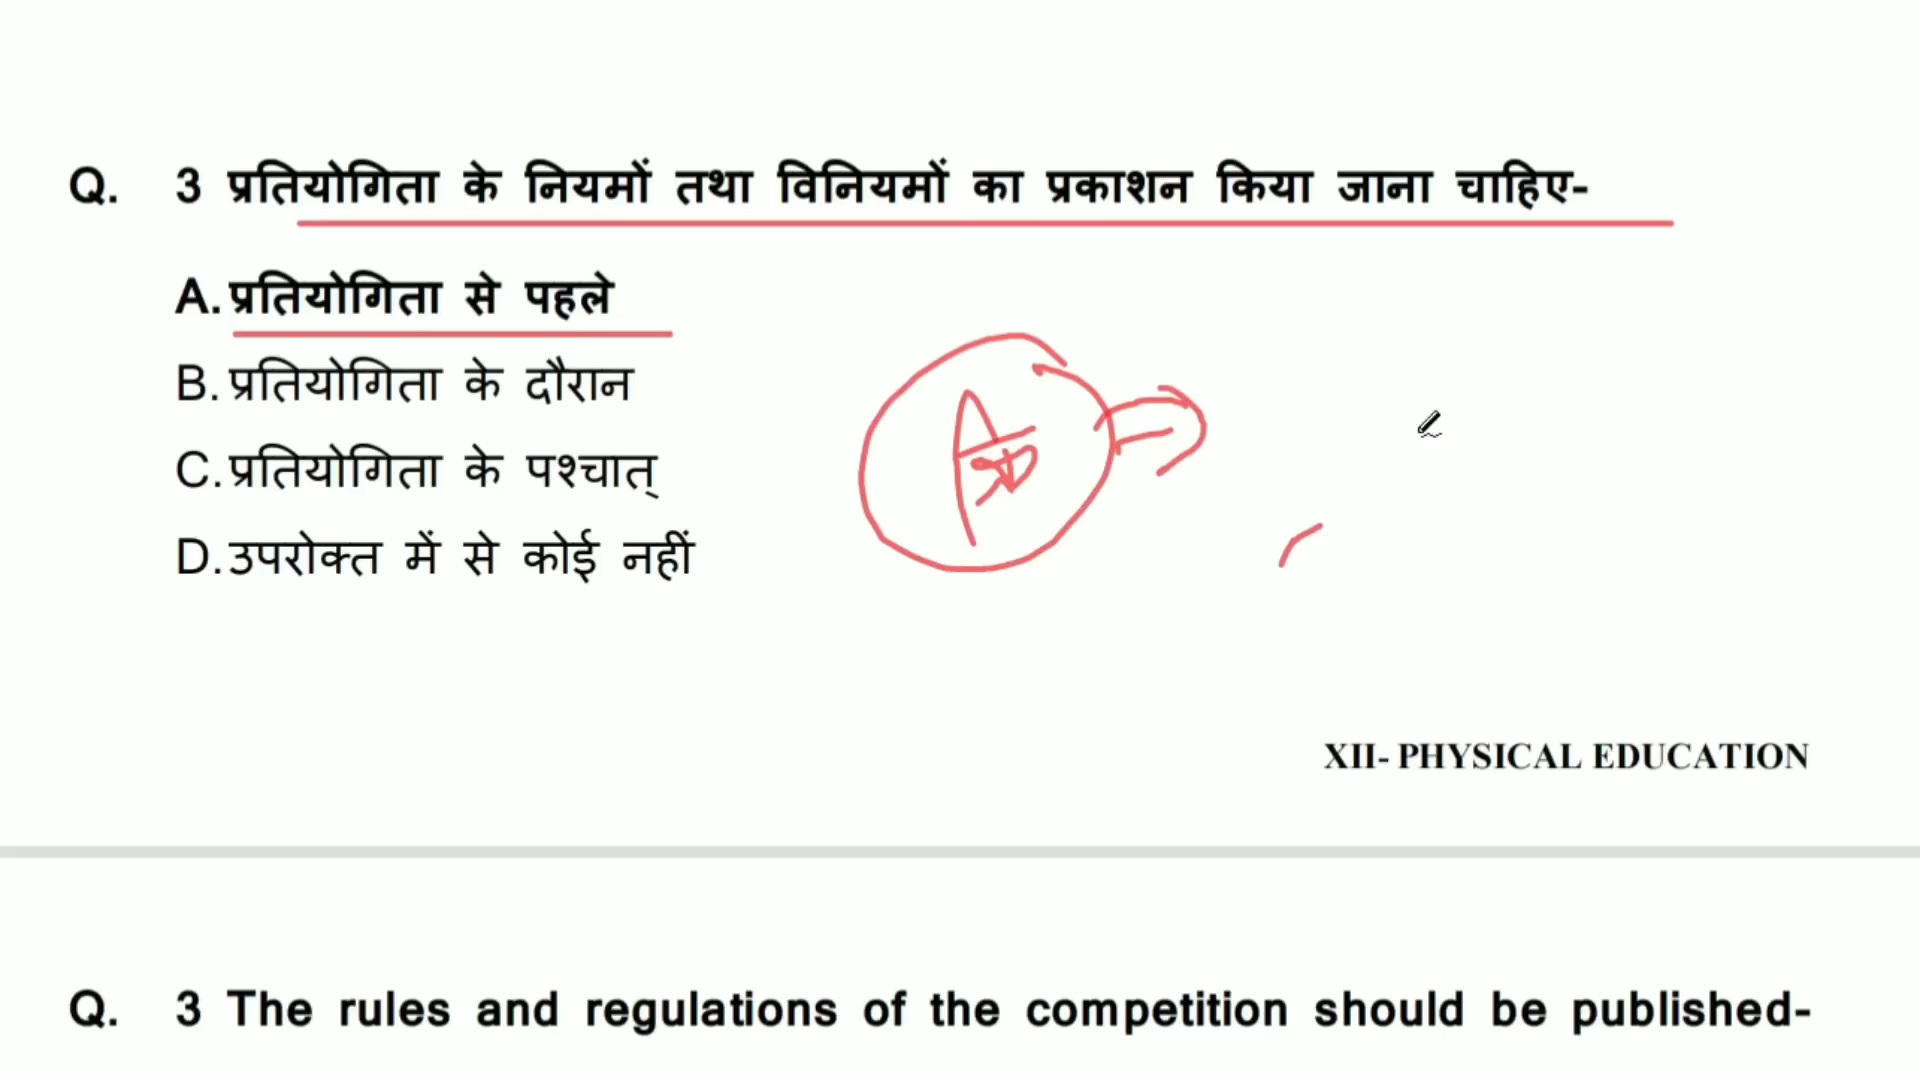 Q. 3 प्रतियोगिता के नियमों तथा विनियमों का प्रकाशन किया जाना चाहिए-
A. प्रतियोगिता से पहले
B. प्रतियोगिता के दौरान
C. प्रतियोगिता के पश्चात्
D. उपरोक्त में से कोई नहीं
A
XII- PHYSICAL EDUCATION
Q. 3 The rules and regulations of the competition should be published-